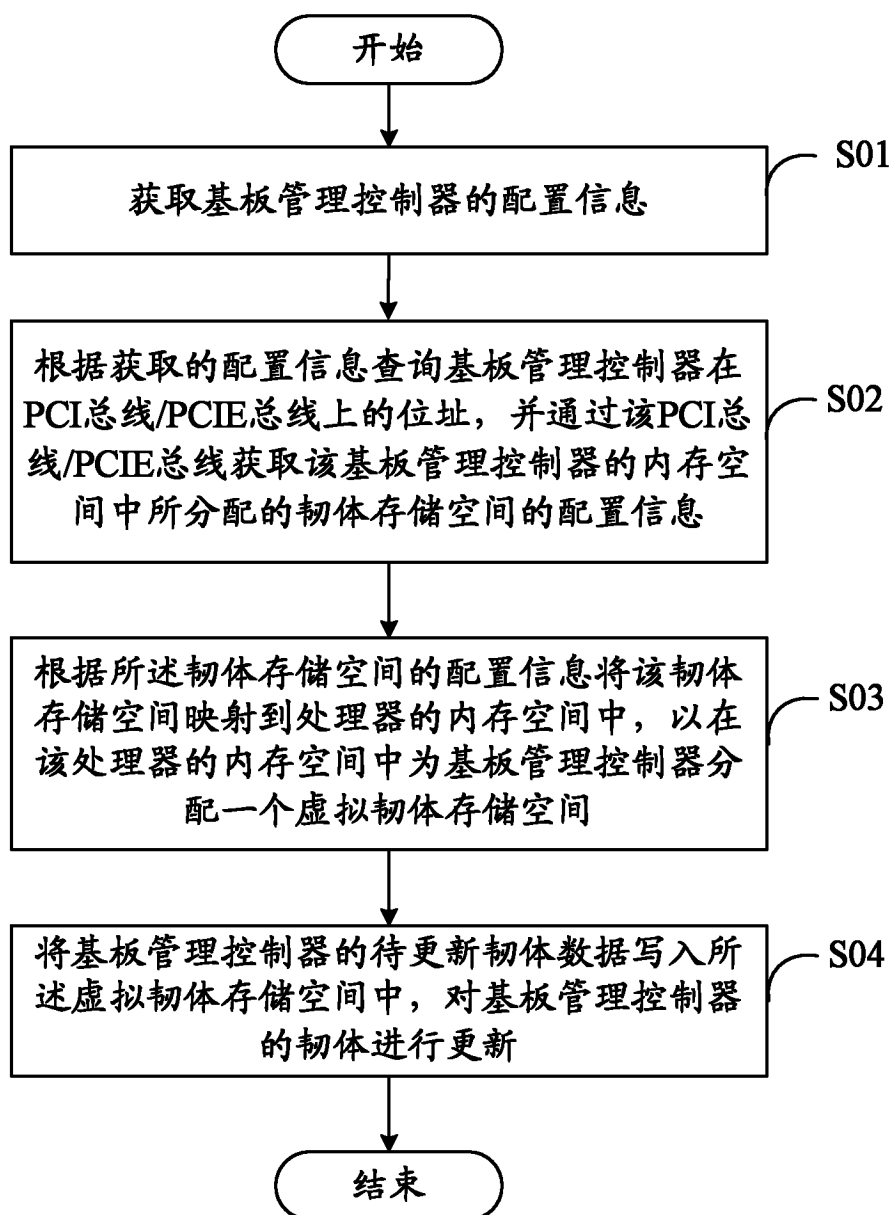 开始
S01
获取基板管理控制器的配置信息
根据获取的配置信息查询基板管理控制器在
PCI总线/PCIE总线上的位址，并通过该PCI总
线/PCIE总线获取该基板管理控制器的内存空
间中所分配的韧体存储空间的配置信息
S02
根据所述韧体存储空间的配置信息将该韧体
存储空间映射到处理器的内存空间中，以在
该处理器的内存空间中为基板管理控制器分
配一个虚拟韧体存储空间
S03
将基板管理控制器的待更新韧体数据写入所
述虚拟韧体存储空间中，对基板管理控制器
的韧体进行更新
S04
结束